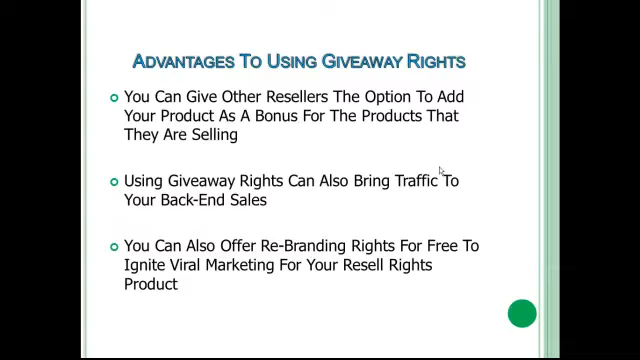 ADVANTAGES TO USING GIVEAWAY RIGHTS
You Can Give Other Resellers The Option To Add
Your Product As A Bonus For The Products That
They Are Selling
Using Giveaway Rights Can Also Bring Traffic To
Your Back-End Sales
You Can Also Offer Re-Branding Rights For Free To
Ignite Viral Marketing For Your Resell Rights
Product